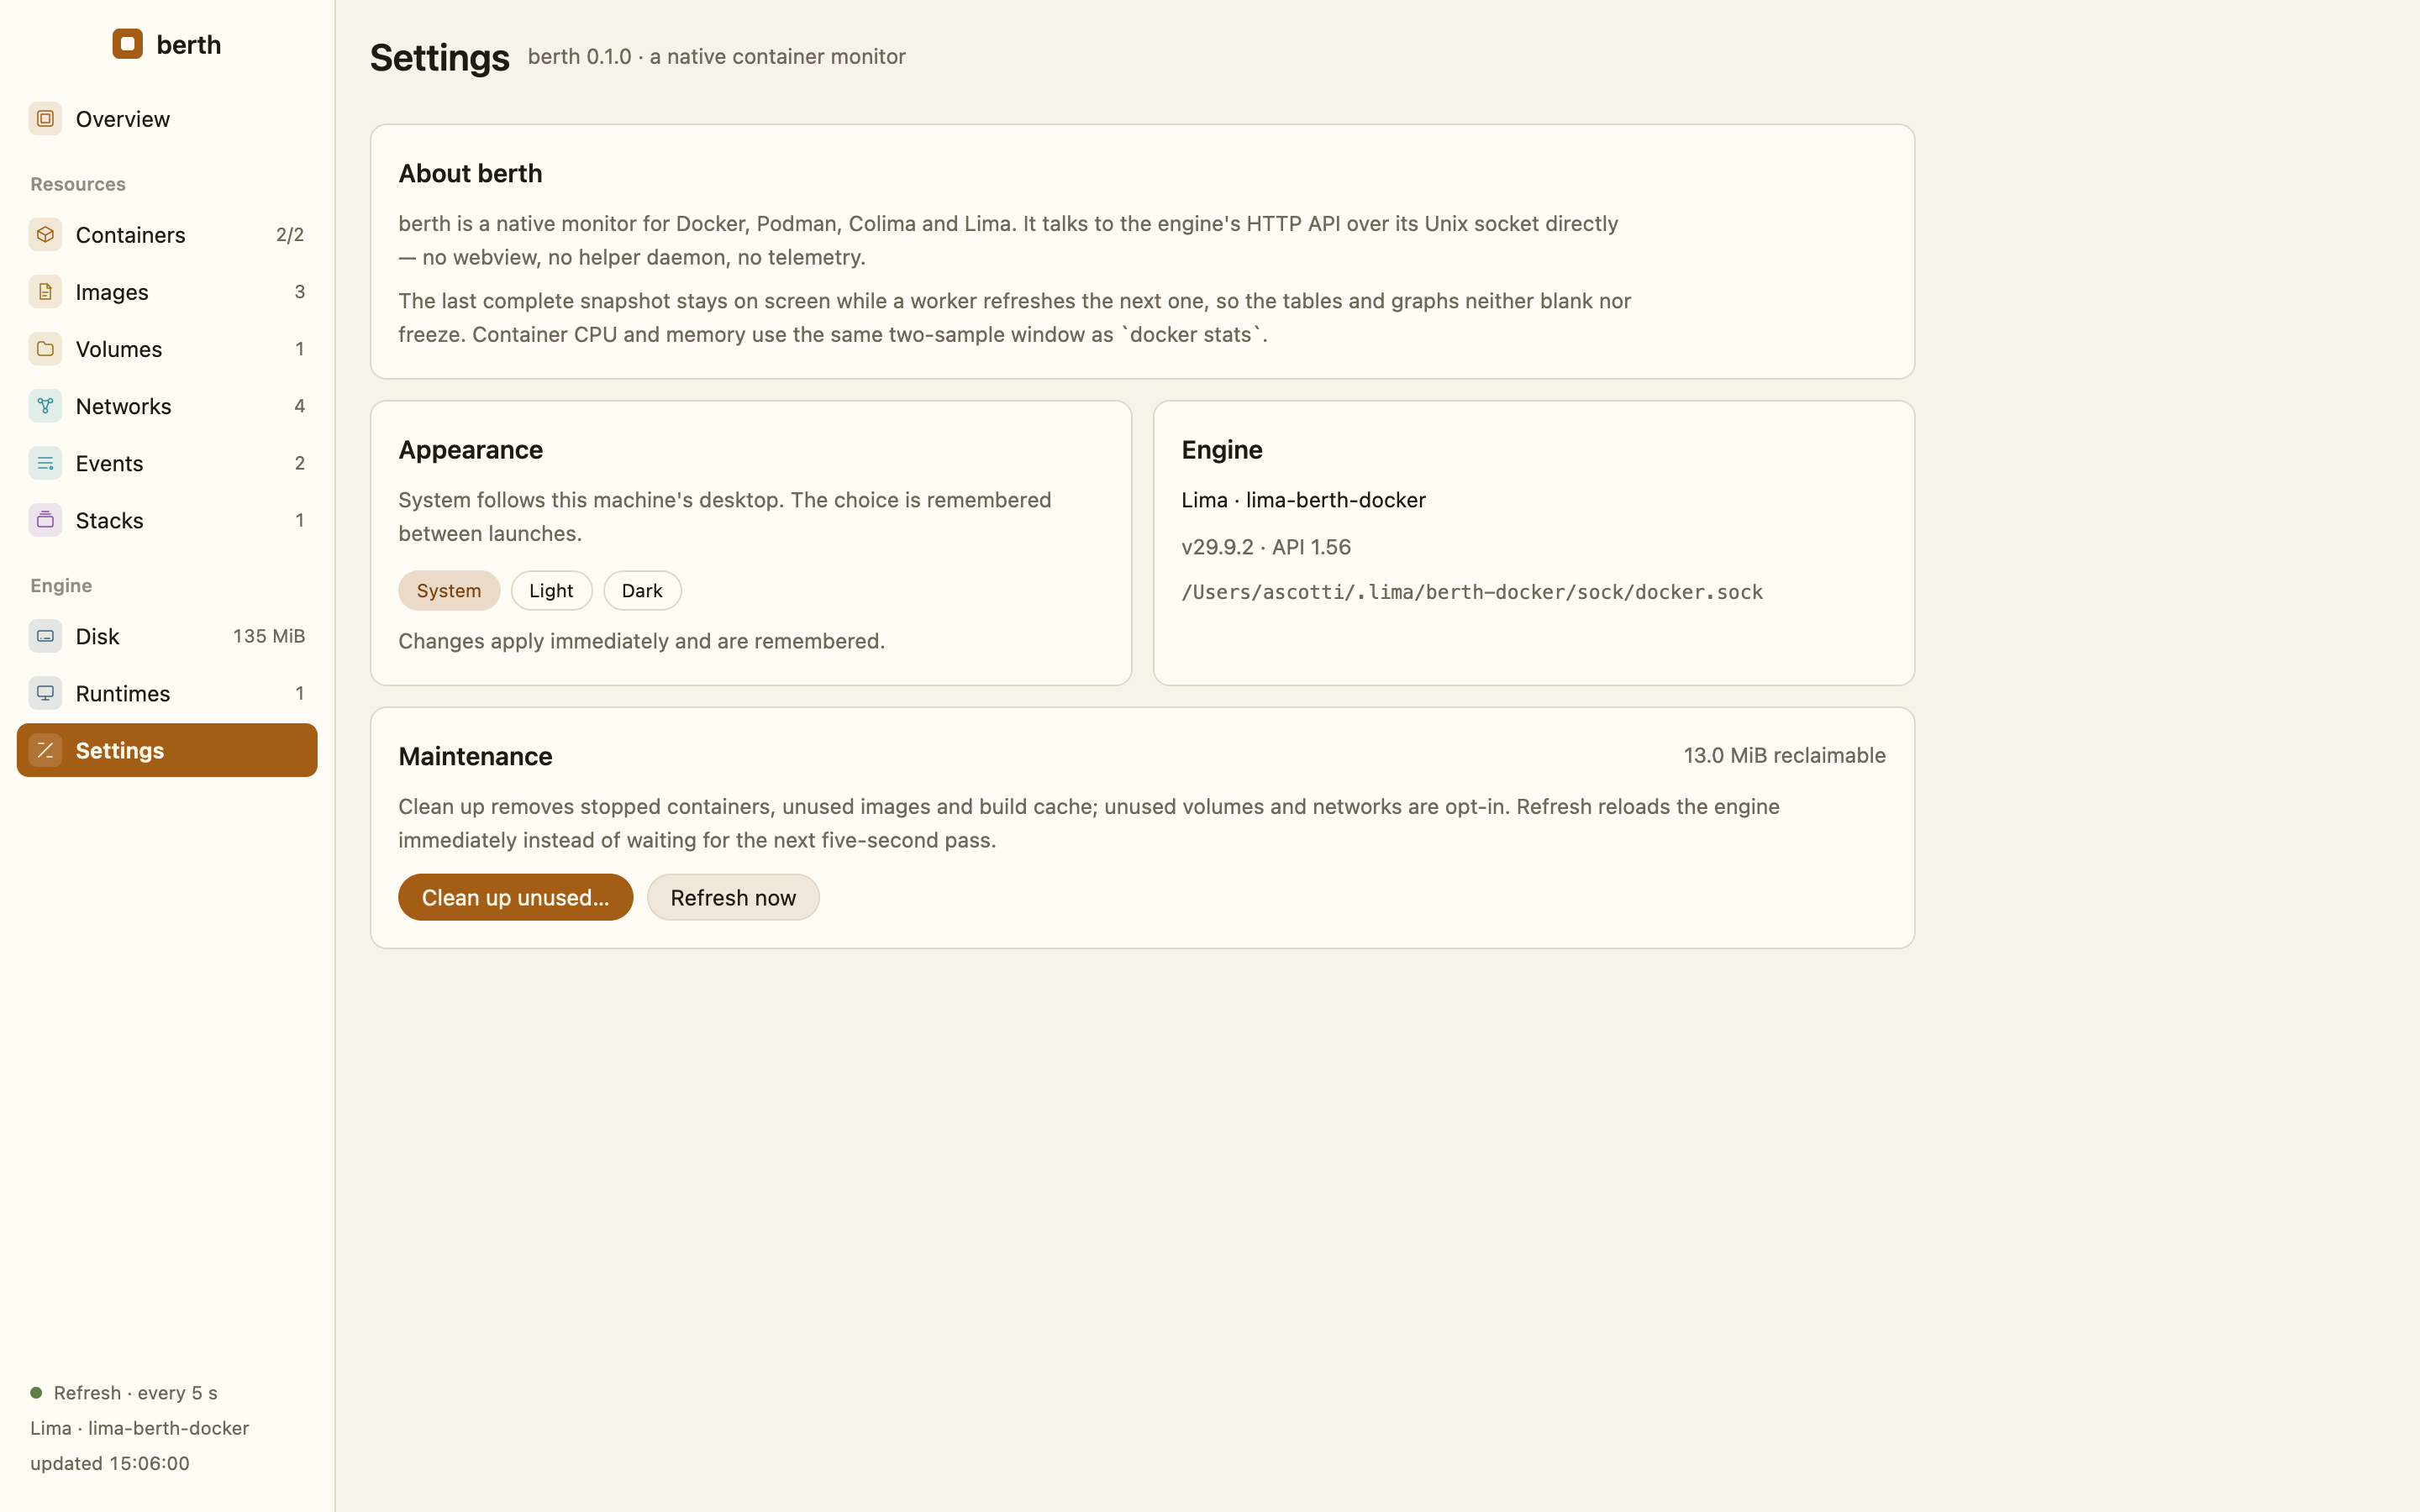 berth
Overview
Resources
Containers 2/2
Images 3
Volumes 1
Networks 4
Events 2
Stacks 1
Engine
Disk 135 MiB
Runtimes 1
Settings
Refresh · every 5 s
Lima · lima-berth-docker
updated 15:06:00
Settings berth 0.1.0 · a native container monitor
About berth
berth is a native monitor for Docker, Podman, Colima and Lima. It talks to the engine's HTTP API over its Unix socket directly
— no webview, no helper daemon, no telemetry.
The last complete snapshot stays on screen while a worker refreshes the next one, so the tables and graphs neither blank nor
freeze. Container CPU and memory use the same two-sample window as `docker stats`.
Appearance
System follows this machine's desktop. The choice is remembered
between launches.
System Light Dark
Changes apply immediately and are remembered.
Engine
Lima · lima-berth-docker
v29.9.2 · API 1.56
/Users/ascotti/.lima/berth-docker/sock/docker.sock
Maintenance 13.0 MiB reclaimable
Clean up removes stopped containers, unused images and build cache; unused volumes and networks are opt-in. Refresh reloads the engine
immediately instead of waiting for the next five-second pass.
Clean up unused... Refresh now